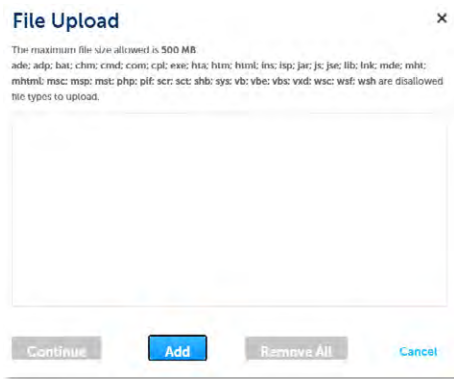 File Upload
×
The maximum file size allowed is 500 MB
ade; adp; bat; chm; cmd; com; cpl; exe; hta; htm; html; ins; isp; jar; js; jse; lib; lnk; mde; mht;
mhtml; msc; msp; mst; php; pif; scr; sct; shb; sys; vb; vbe; vbs; vxd; wsc; wsf; wsh are disallowed
file types to upload.
Continue
Add
Remove All
Cancel